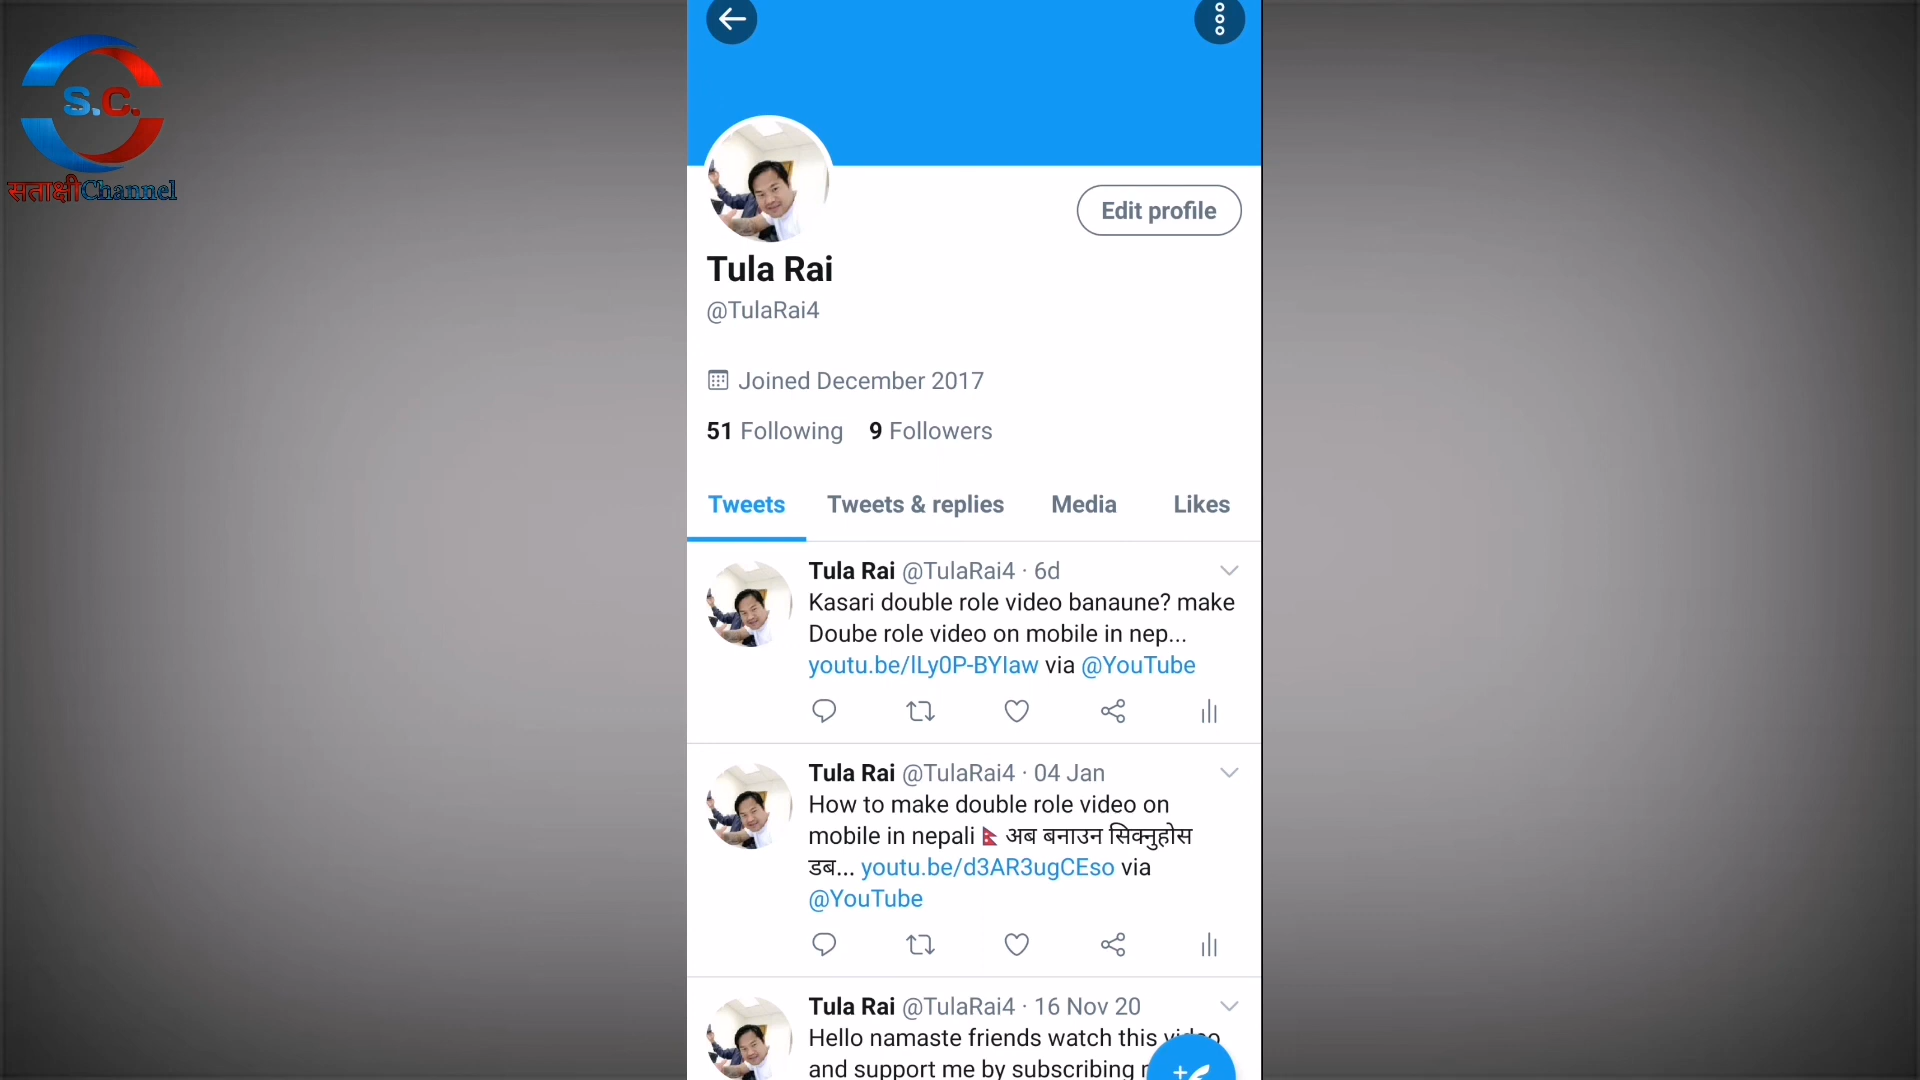 S.C.
सताक्षीChannel
Edit profile
Tula Rai
@TulaRai4
Joined December 2017
51 Following 9 Followers
Tweets Tweets & replies Media Likes
Tula Rai @TulaRai4 · 6d
Kasari double role video banaune? make
Doube role video on mobile in nep...
youtu.be/lLy0P-BYIaw via @YouTube
Tula Rai @TulaRai4 · 04 Jan
How to make double role video on
mobile in nepali 🇳🇵 अब बनाउन सिक्नुहोस
डब... youtu.be/d3AR3ugCEso via
@YouTube
Tula Rai @TulaRai4 · 16 Nov 20
Hello namaste friends watch this video
and support me by subscribing